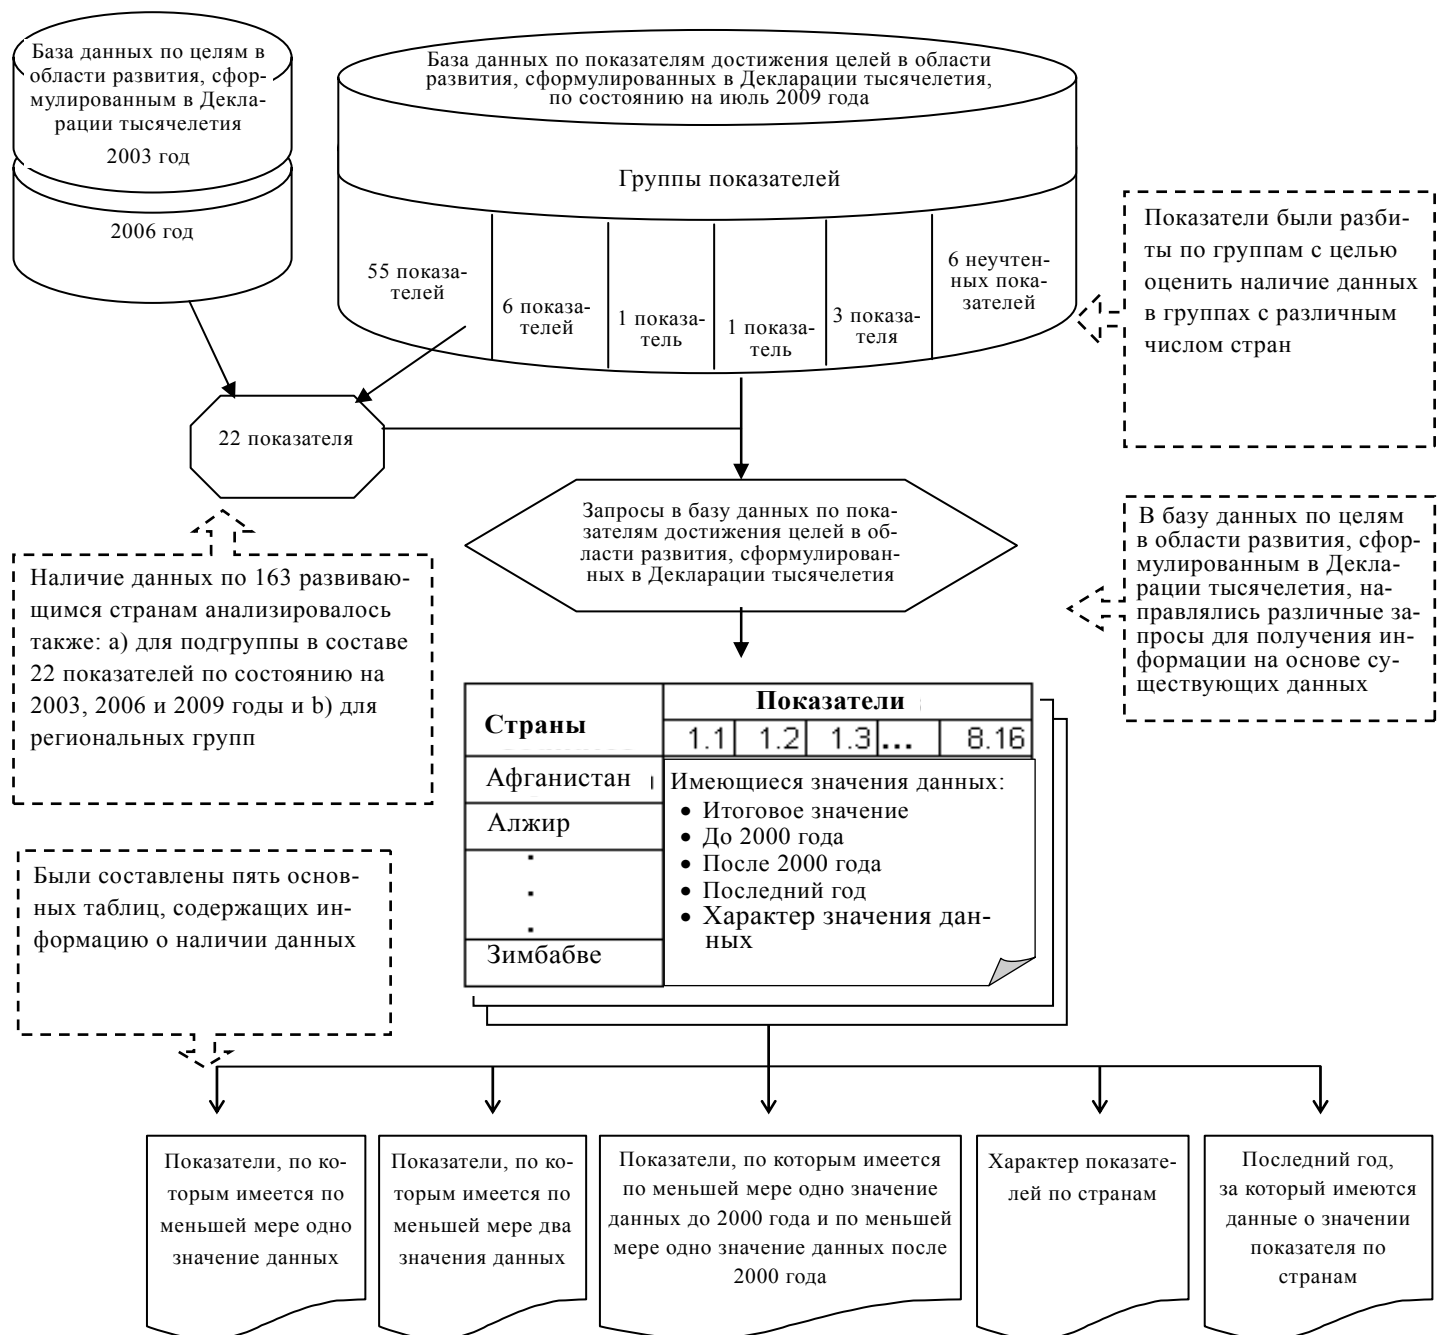 База данных по целям в
области развития, сфор-
мулированным в Декла-
рации тысячелетия
2003 год
2006 год
База данных по показателям достижения целей в области
развития, сформулированных в Декларации тысячелетия,
по состоянию на июль 2009 года
Группы показателей
55 показа-
телей
6 показа-
телей
1 показа-
тель
1 показа-
тель
3 показа-
теля
6 неучтен-
ных пока-
зателей
Показатели были разби-
ты по группам с целью
оценить наличие данных
в группах с различным
числом стран
22 показателя
Запросы в базу данных по пока-
зателям достижения целей в об-
ласти развития, сформулирован-
ных в Декларации тысячелетия
В базу данных по целям
в области развития, сфор-
мулированным в Декла-
рации тысячелетия, на-
правлялись различные за-
просы для получения ин-
формации на основе су-
ществующих данных
Наличие данных по 163 развиваю-
щимся странам анализировалось
также: a) для подгруппы в составе
22 показателей по состоянию на
2003, 2006 и 2009 годы и b) для
региональных групп
Страны
Показатели
1.1 1.2 1.3 ... 8.16
Афганистан
Алжир
Зимбабве
Имеющиеся значения данных:
• Итоговое значение
• До 2000 года
• После 2000 года
• Последний год
• Характер значения дан-
ных
Были составлены пять основ-
ных таблиц, содержащих ин-
формацию о наличии данных
Показатели, по ко-
торым имеется по
меньшей мере одно
значение данных
Показатели, по ко-
торым имеется по
меньшей мере два
значения данных
Показатели, по которым имеется
по меньшей мере одно значение
данных до 2000 года и по меньшей
мере одно значение данных после
2000 года
Характер показате-
лей по странам
Последний год,
за который имеются
данные о значении
показателя по
странам